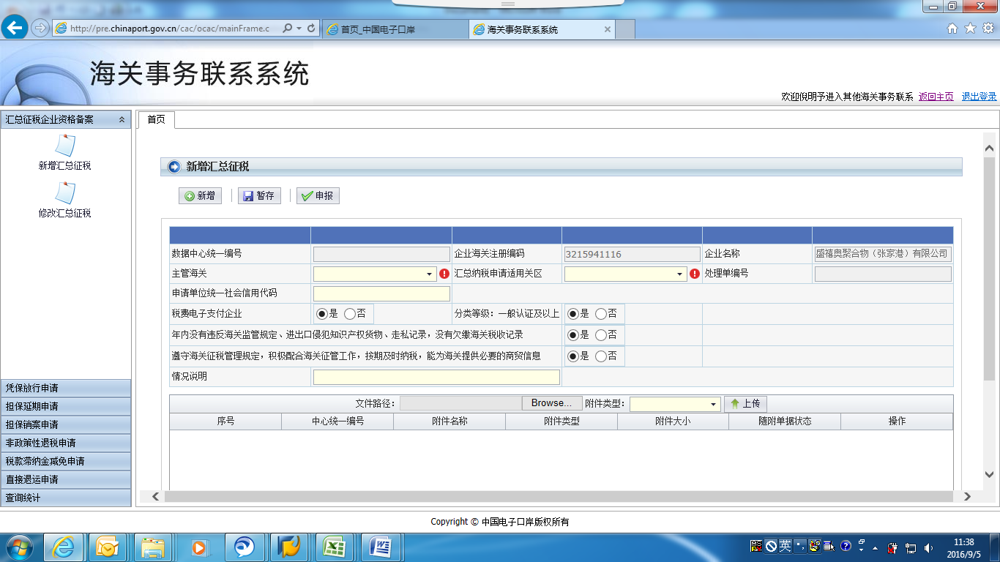 http://pre.chinaport.gov.cn/cac/ocac/mainFrame.c
首页_中国电子口岸
海关事务联系系统
海关事务联系系统
欢迎倪明予进入其他海关事务联系 返回主页 退出登录
汇总征税企业资格备案
首页
新增汇总征税
修改汇总征税
新增汇总征税
新增 暂存 申报
数据中心统一编号 企业海关注册编码 3215941116 企业名称 盛禧奥聚合物（张家港）有限公司
主管海关 汇总纳税申请适用关区 处理单编号
申请单位统一社会信用代码
税费电子支付企业 是 否 分类等级：一般认证及以上 是 否
年内没有违反海关监管规定、进出口侵犯知识产权货物、走私记录，没有欠缴海关税收记录 是 否
遵守海关征税管理规定，积极配合海关征管工作，按期及时纳税，能为海关提供必要的商贸信息 是 否
情况说明
文件路径： Browse... 附件类型： 上传
序号 中心统一编号 附件名称 附件类型 附件大小 随附单据状态 操作
凭保放行申请
担保延期申请
担保销案申请
非政策性退税申请
税款滞纳金减免申请
直接退运申请
查询统计
Copyright © 中国电子口岸版权所有
英
11:38
2016/9/5